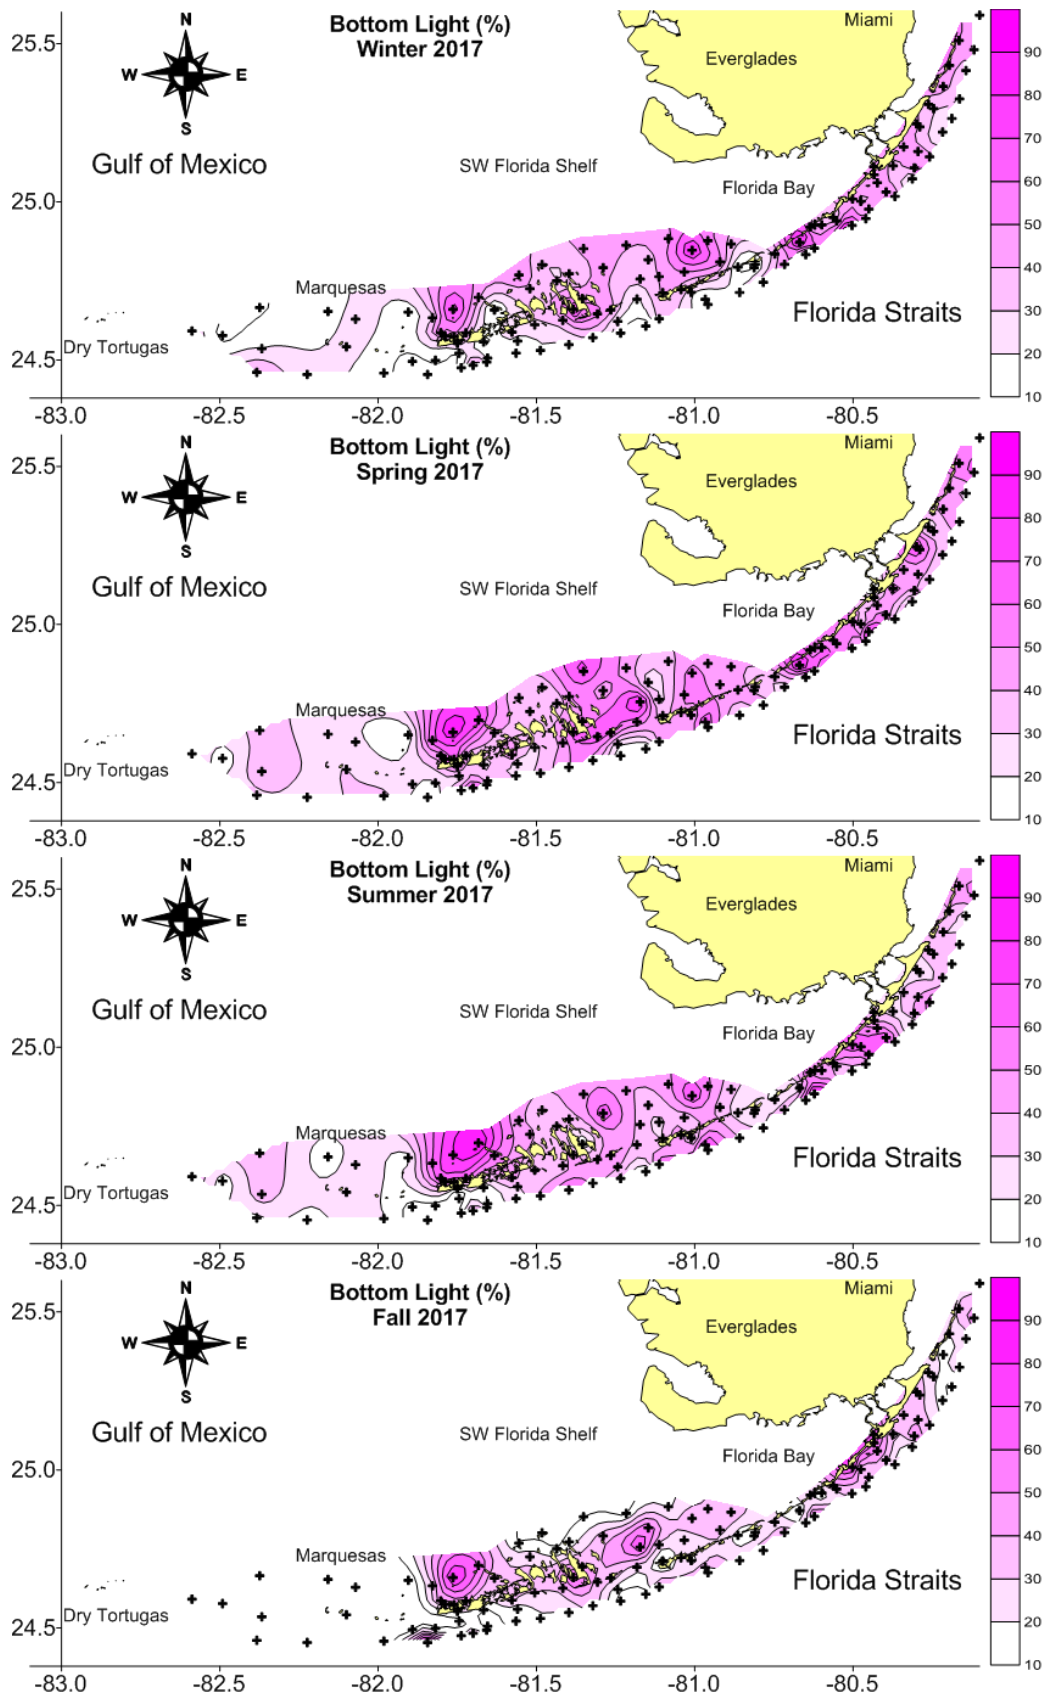 Bottom Light (%)
Winter 2017
N
W E
S
Gulf of Mexico
Miami
Everglades
SW Florida Shelf
Florida Bay
Marquesas
Dry Tortugas
Florida Straits
25.5
25.0
24.5
-83.0 -82.5 -82.0 -81.5 -81.0 -80.5
90
80
70
60
50
40
30
20
10
Bottom Light (%)
Spring 2017
N
W E
S
Gulf of Mexico
Miami
Everglades
SW Florida Shelf
Florida Bay
Marquesas
Dry Tortugas
Florida Straits
25.5
25.0
24.5
-83.0 -82.5 -82.0 -81.5 -81.0 -80.5
90
80
70
60
50
40
30
20
10
Bottom Light (%)
Summer 2017
N
W E
S
Gulf of Mexico
Miami
Everglades
SW Florida Shelf
Florida Bay
Marquesas
Dry Tortugas
Florida Straits
25.5
25.0
24.5
-83.0 -82.5 -82.0 -81.5 -81.0 -80.5
90
80
70
60
50
40
30
20
10
Bottom Light (%)
Fall 2017
N
W E
S
Gulf of Mexico
Miami
Everglades
SW Florida Shelf
Florida Bay
Marquesas
Dry Tortugas
Florida Straits
25.5
25.0
24.5
-83.0 -82.5 -82.0 -81.5 -81.0 -80.5
90
80
70
60
50
40
30
20
10